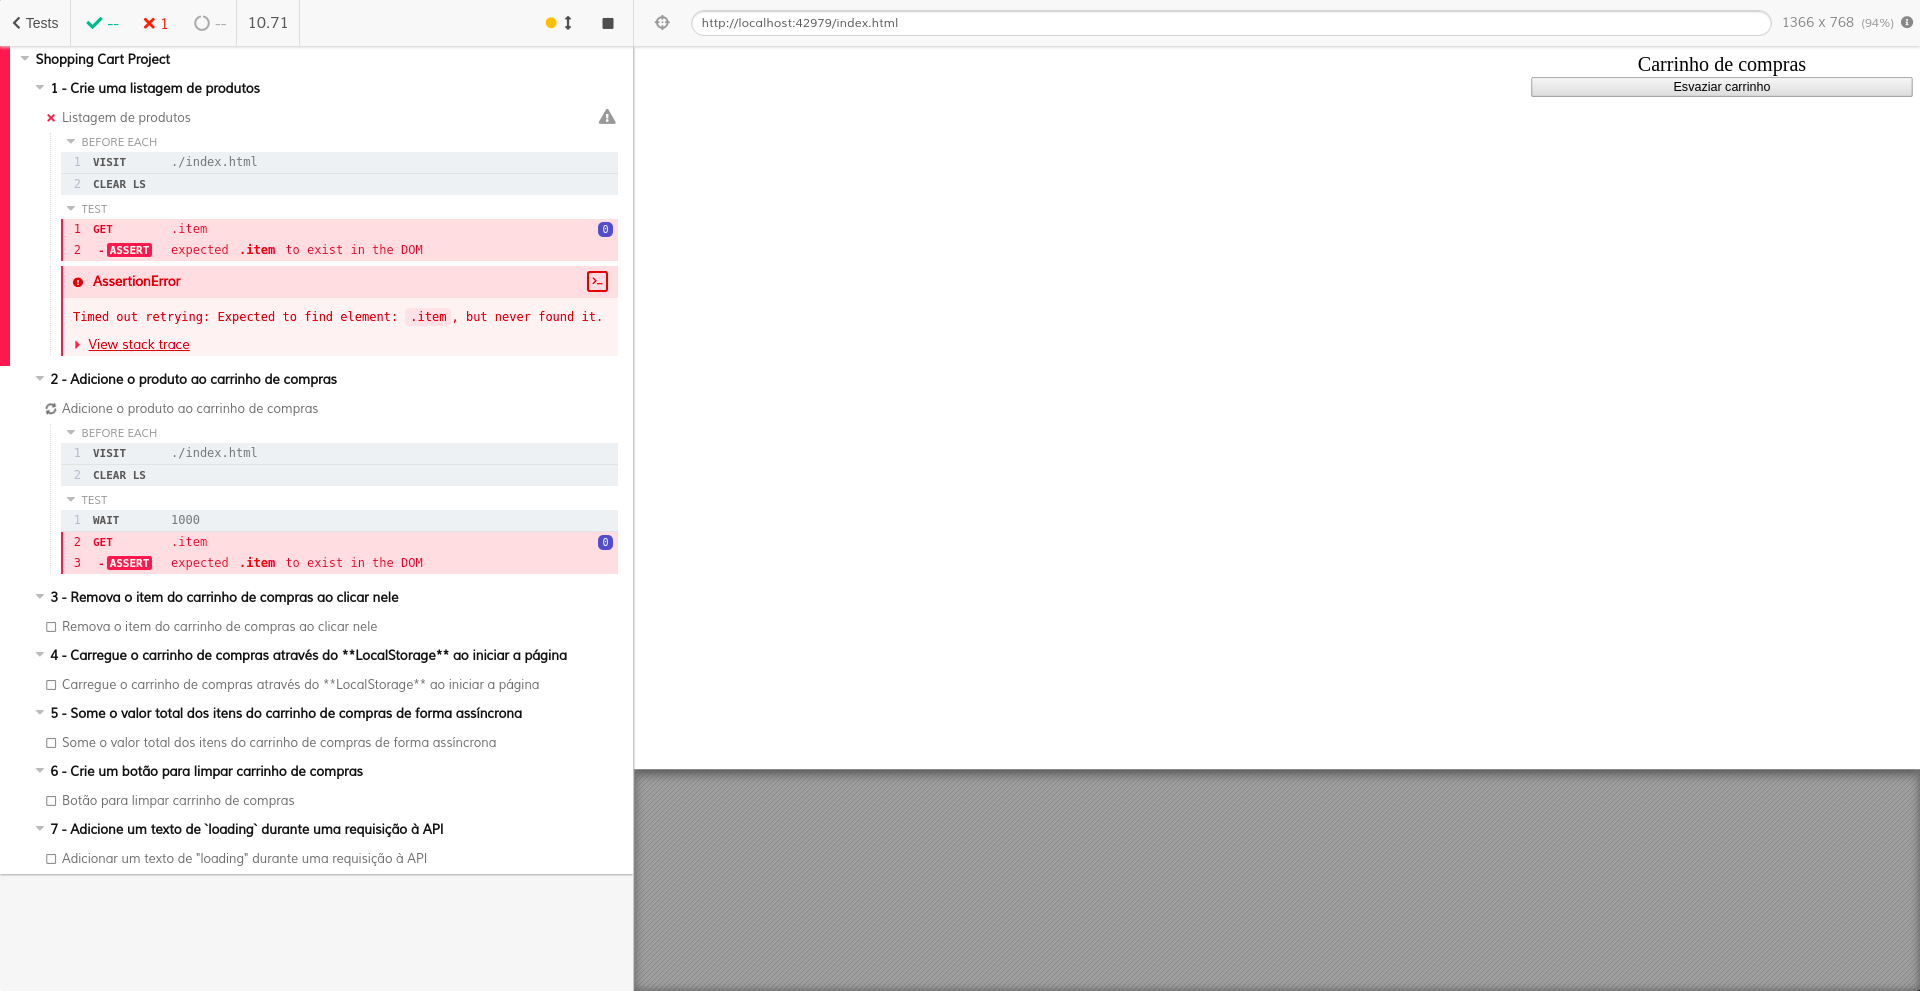 Tests -- 1 -- 10.71
http://localhost:42979/index.html 1366 x 768 (94%)
Shopping Cart Project
1 - Crie uma listagem de produtos
Listagem de produtos
BEFORE EACH
1 VISIT ./index.html
2 CLEAR LS
TEST
1 GET .item 0
2 -ASSERT expected .item to exist in the DOM
AssertionError
Timed out retrying: Expected to find element: .item, but never found it.
View stack trace
2 - Adicione o produto ao carrinho de compras
Adicione o produto ao carrinho de compras
BEFORE EACH
1 VISIT ./index.html
2 CLEAR LS
TEST
1 WAIT 1000
2 GET .item 0
3 -ASSERT expected .item to exist in the DOM
3 - Remova o item do carrinho de compras ao clicar nele
Remova o item do carrinho de compras ao clicar nele
4 - Carregue o carrinho de compras através do **LocalStorage** ao iniciar a página
Carregue o carrinho de compras através do **LocalStorage** ao iniciar a página
5 - Some o valor total dos itens do carrinho de compras de forma assíncrona
Some o valor total dos itens do carrinho de compras de forma assíncrona
6 - Crie um botão para limpar carrinho de compras
Botão para limpar carrinho de compras
7 - Adicione um texto de `loading` durante uma requisição à API
Adicionar um texto de "loading" durante uma requisição à API
Carrinho de compras
Esvaziar carrinho